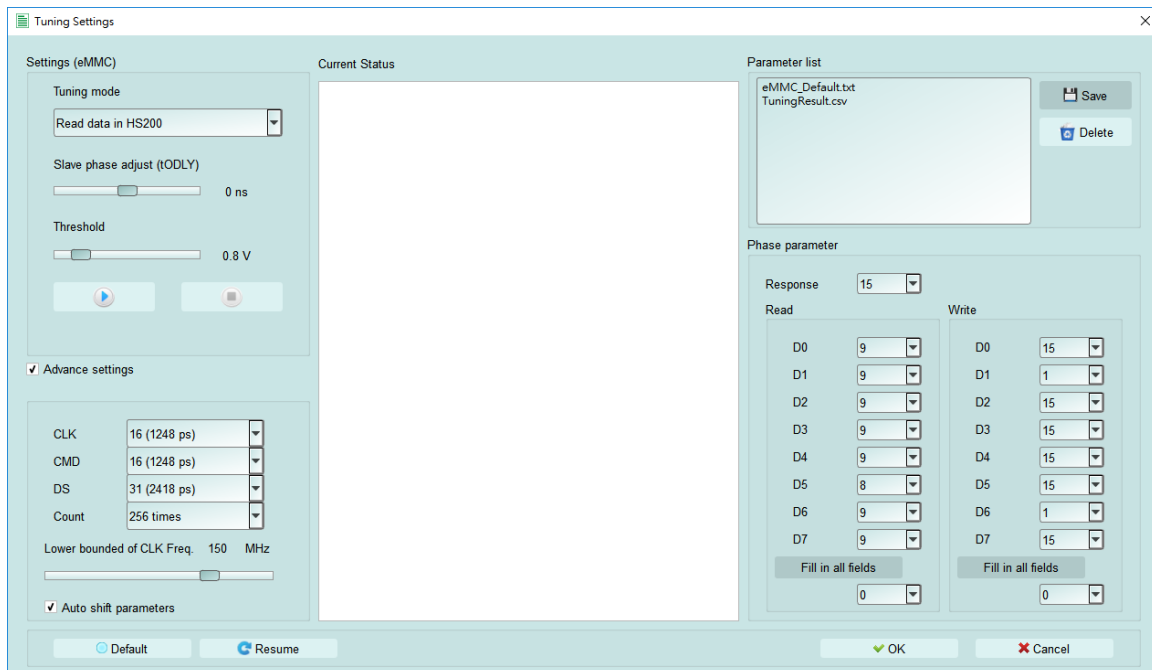 Tuning Settings
Settings (eMMC)
Tuning mode
Read data in HS200
Slave phase adjust (tODLY)
0 ns
Threshold
0.8 V
Advance settings
CLK 16 (1248 ps)
CMD 16 (1248 ps)
DS 31 (2418 ps)
Count 256 times
Lower bounded of CLK Freq. 150 MHz
Auto shift parameters
Current Status
Parameter list
eMMC_Default.txt
TuningResult.csv
Save
Delete
Phase parameter
Response 15
Read
D0 9
D1 9
D2 9
D3 9
D4 9
D5 8
D6 9
D7 9
Fill in all fields
0
Write
D0 15
D1 1
D2 15
D3 15
D4 15
D5 15
D6 1
D7 15
Fill in all fields
0
Default
Resume
OK
Cancel